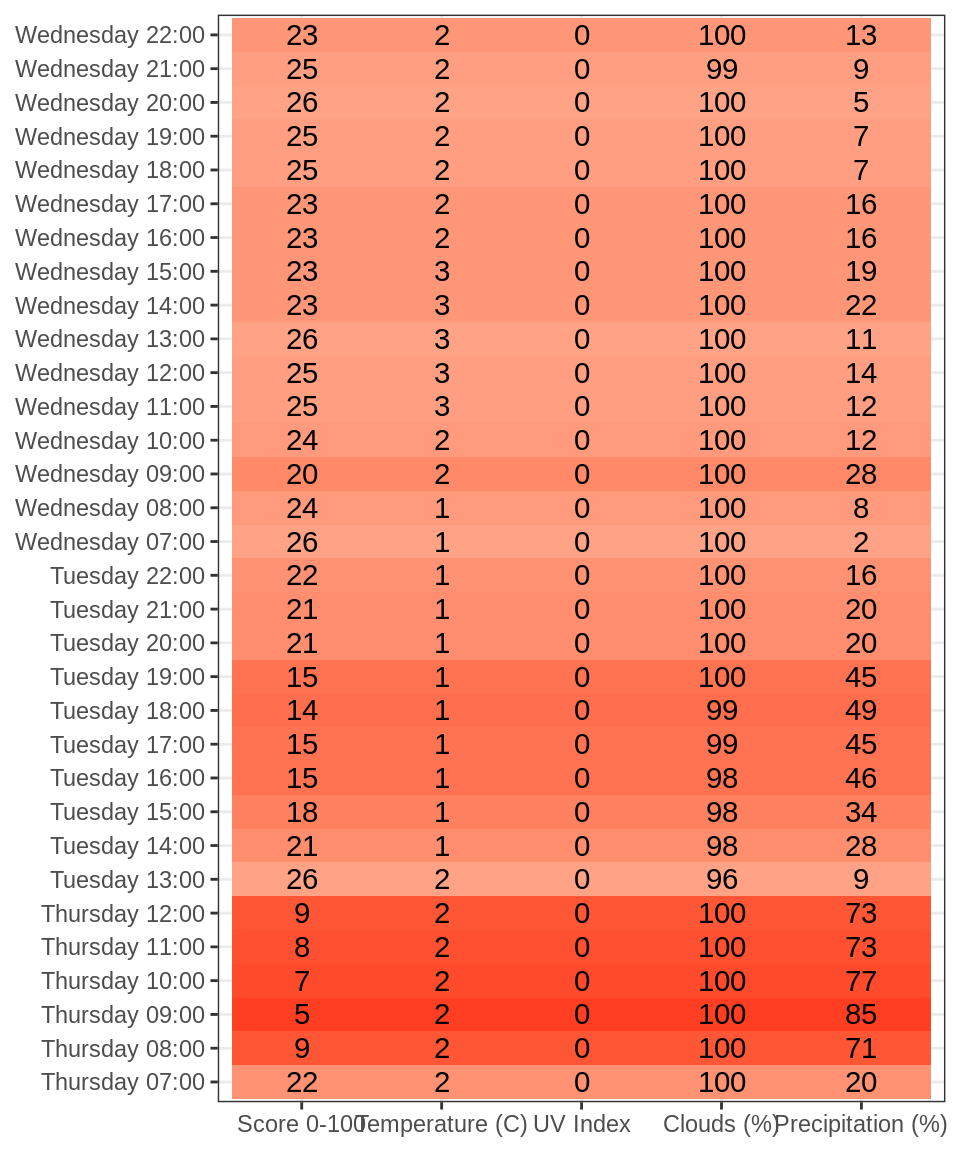 Wednesday 22:00 23 2 0 100 13
Wednesday 21:00 25 2 0 99 9
Wednesday 20:00 26 2 0 100 5
Wednesday 19:00 25 2 0 100 7
Wednesday 18:00 25 2 0 100 7
Wednesday 17:00 23 2 0 100 16
Wednesday 16:00 23 2 0 100 16
Wednesday 15:00 23 3 0 100 19
Wednesday 14:00 23 3 0 100 22
Wednesday 13:00 26 3 0 100 11
Wednesday 12:00 25 3 0 100 14
Wednesday 11:00 25 3 0 100 12
Wednesday 10:00 24 2 0 100 12
Wednesday 09:00 20 2 0 100 28
Wednesday 08:00 24 1 0 100 8
Wednesday 07:00 26 1 0 100 2
Tuesday 22:00 22 1 0 100 16
Tuesday 21:00 21 1 0 100 20
Tuesday 20:00 21 1 0 100 20
Tuesday 19:00 15 1 0 100 45
Tuesday 18:00 14 1 0 99 49
Tuesday 17:00 15 1 0 99 45
Tuesday 16:00 15 1 0 98 46
Tuesday 15:00 18 1 0 98 34
Tuesday 14:00 21 1 0 98 28
Tuesday 13:00 26 2 0 96 9
Thursday 12:00 9 2 0 100 73
Thursday 11:00 8 2 0 100 73
Thursday 10:00 7 2 0 100 77
Thursday 09:00 5 2 0 100 85
Thursday 08:00 9 2 0 100 71
Thursday 07:00 22 2 0 100 20
Score 0-100 Temperature (C) UV Index Clouds (%) Precipitation (%)